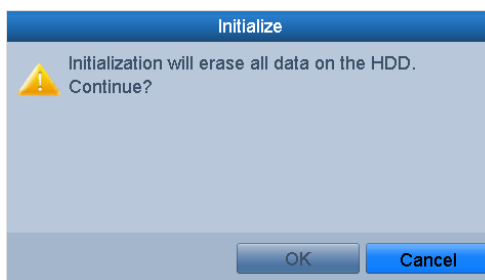 Initialize
Initialization will erase all data on the HDD.
Continue?
OK
Cancel